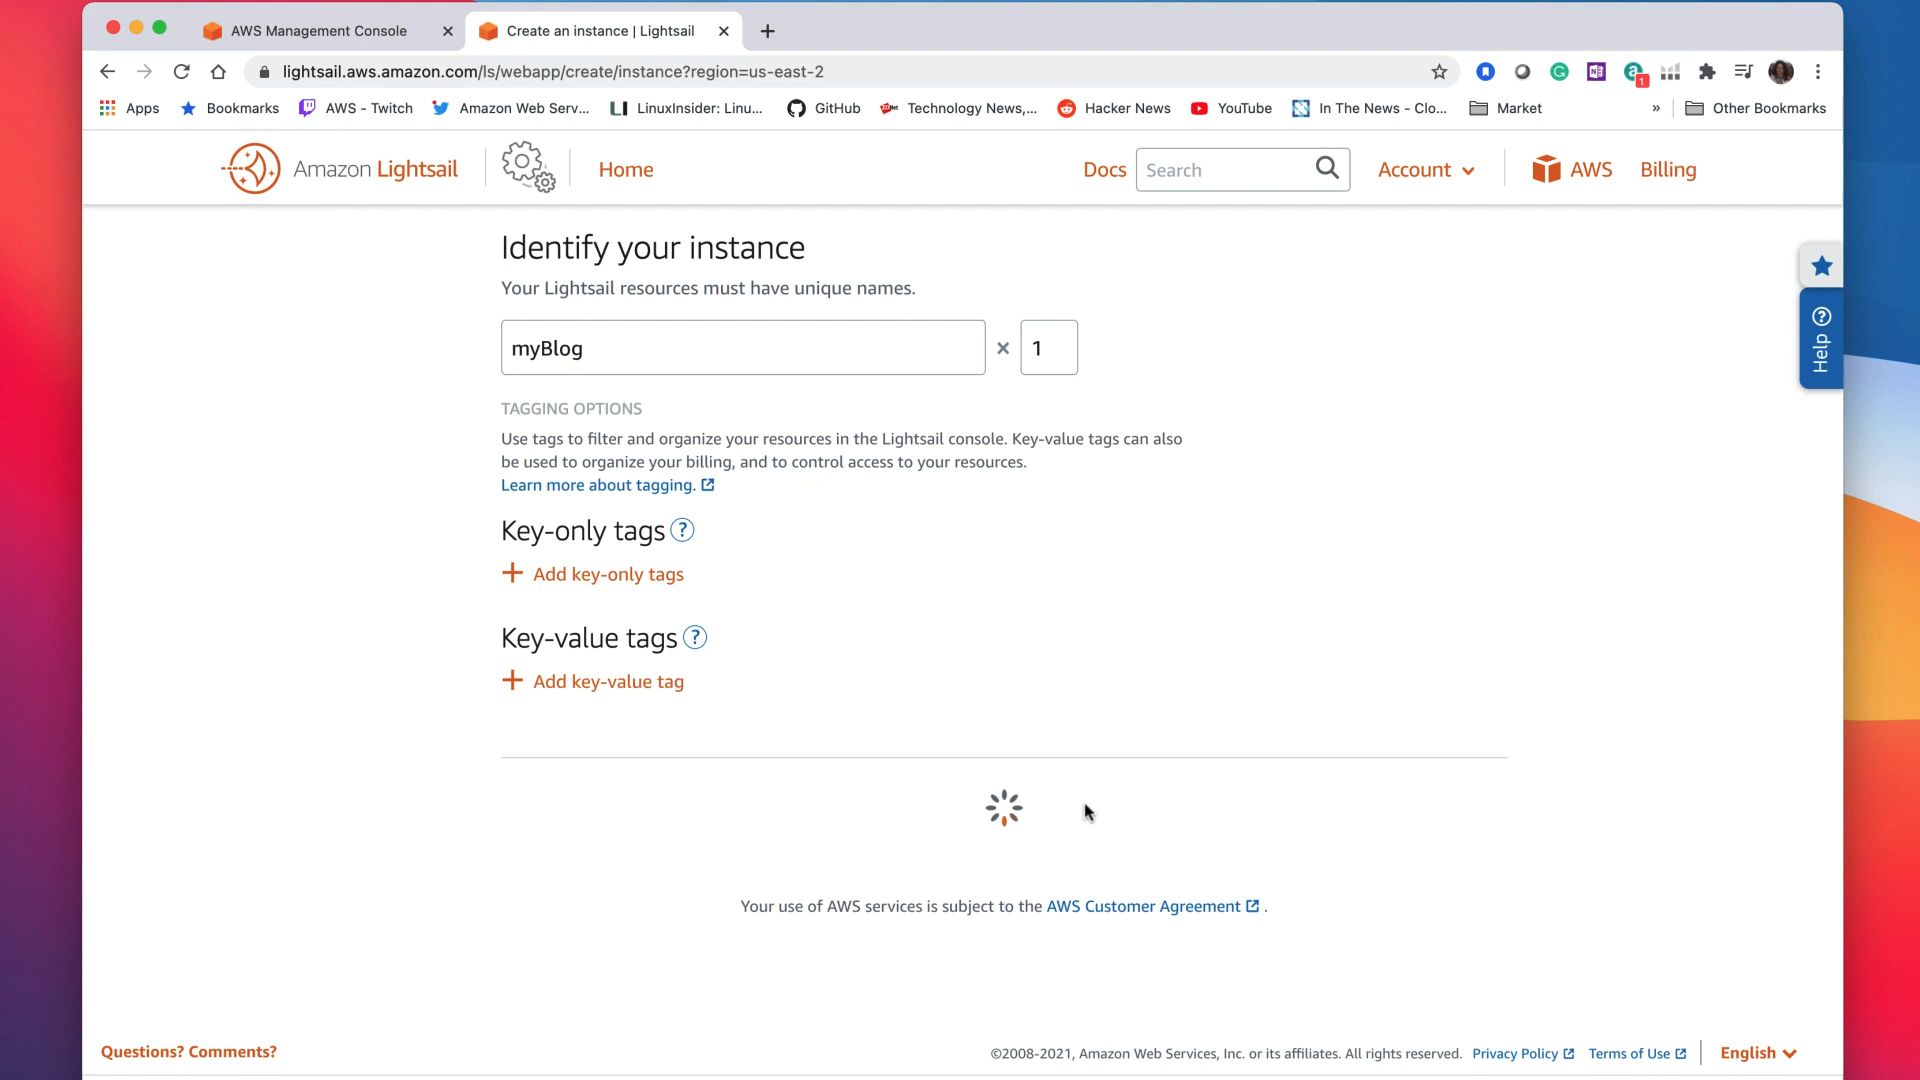 AWS Management Console
Create an instance | Lightsail
lightsail.aws.amazon.com/ls/webapp/create/instance?region=us-east-2
1
Apps
Bookmarks
AWS - Twitch
Amazon Web Serv...
LinuxInsider: Linu...
GitHub
Technology News,...
Hacker News
YouTube
In The News - Clo...
Market
»
Other Bookmarks
Amazon Lightsail
Home
Docs
Search
Account
AWS
Billing
Identify your instance
Your Lightsail resources must have unique names.
myBlog
×
1
Help ?
TAGGING OPTIONS
Use tags to filter and organize your resources in the Lightsail console. Key-value tags can also
be used to organize your billing, and to control access to your resources.
Learn more about tagging.
Key-only tags ?
+ Add key-only tags
Key-value tags ?
+ Add key-value tag
Your use of AWS services is subject to the AWS Customer Agreement .
Questions? Comments?
©2008-2021, Amazon Web Services, Inc. or its affiliates. All rights reserved.
Privacy Policy
Terms of Use
English